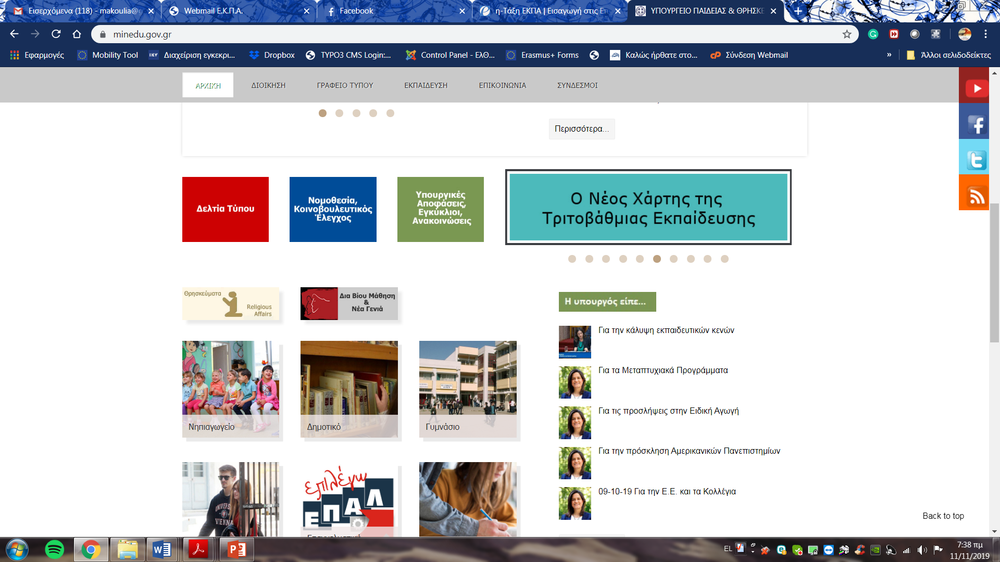 Εισερχόμενα (118) - makoulia@g
Webmail Ε.Κ.Π.Α.
Facebook
η-Τάξη ΕΚΠΑ | Εισαγωγή στις Επ
ΥΠΟΥΡΓΕΙΟ ΠΑΙΔΕΙΑΣ & ΘΡΗΣΚΕ
minedu.gov.gr
Εφαρμογές
Mobility Tool
ΙΚΥ
Διαχείριση εγκεκρι...
Dropbox
TYPO3 CMS Login:...
Control Panel - ΕλΘ...
Erasmus+ Forms
Καλώς ήρθατε στο...
Σύνδεση Webmail
»
Άλλοι σελιδοδείκτες
ΑΡΧΙΚΗ
ΔΙΟΙΚΗΣΗ
ΓΡΑΦΕΙΟ ΤΥΠΟΥ
ΕΚΠΑΙΔΕΥΣΗ
ΕΠΙΚΟΙΝΩΝΙΑ
ΣΥΝΔΕΣΜΟΙ
Περισσότερα...
Δελτία Τύπου
Νομοθεσία,
Κοινοβουλευτικός
Έλεγχος
Υπουργικές
Αποφάσεις,
Εγκύκλιοι,
Ανακοινώσεις
Ο Νέος Χάρτης της
Τριτοβάθμιας Εκπαίδευσης
Θρησκεύματα
Religious
Affairs
Δια Βίου Μάθηση
&
Νέα Γενιά
Η υπουργός είπε...
Για την κάλυψη εκπαιδευτικών κενών
Για τα Μεταπτυχιακά Προγράμματα
Για τις προσλήψεις στην Ειδική Αγωγή
Για την πρόσκληση Αμερικανικών Πανεπιστημίων
09-10-19 Για την Ε.Ε. και τα Κολλέγια
Νηπιαγωγείο
Δημοτικό
Γυμνάσιο
UNIVERSITY
VIENNA
επιλέγω
ΕΠΑΛ
Επαγγελματική
Back to top
EL
7:38 πμ
11/11/2019